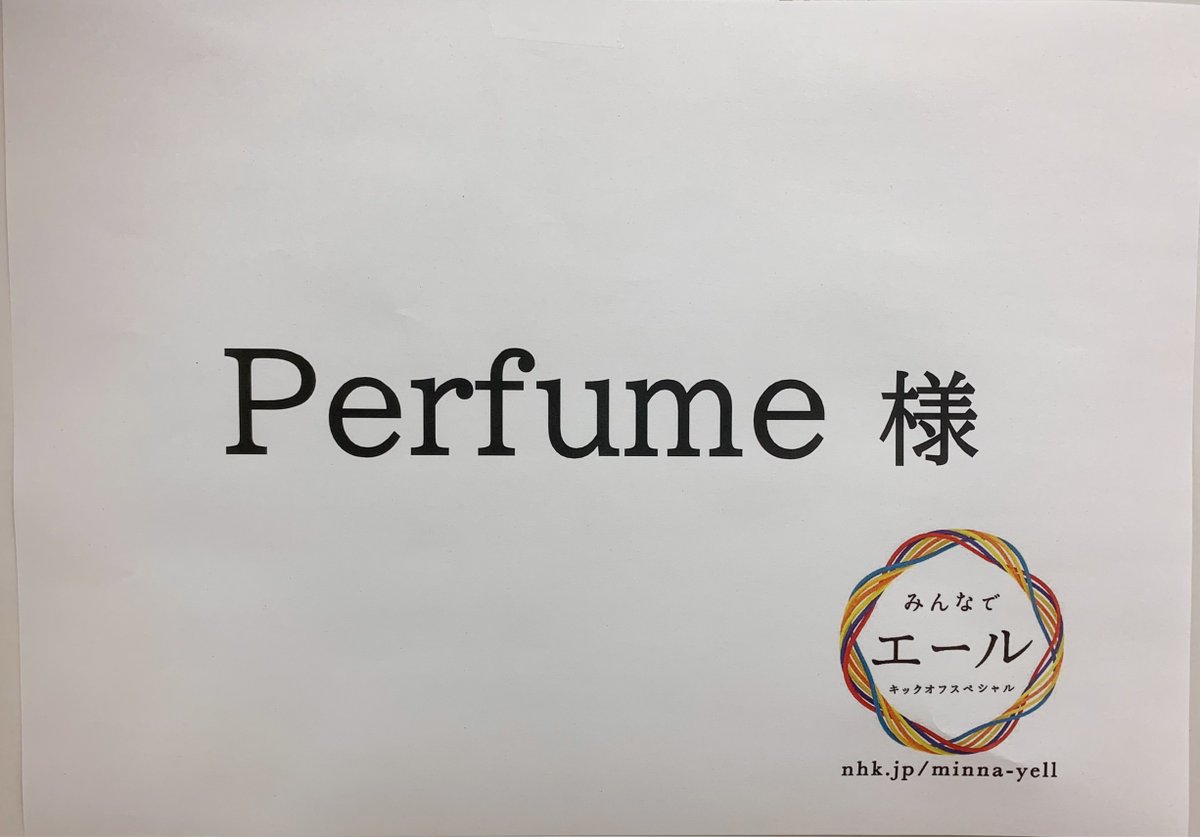 Perfume 様
みんなで
エール
キックオフスペシャル
nhk.jp/minna-yell